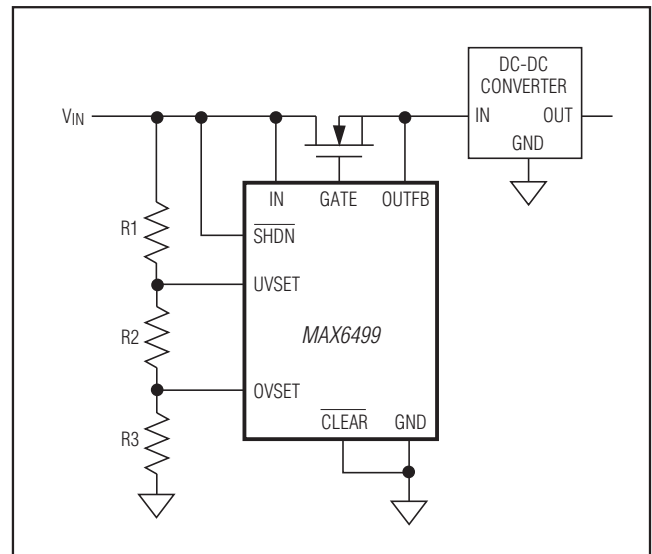 DC-DC
CONVERTER
IN OUT
GND
VIN
IN GATE OUTFB
SHDN
R1
UVSET
R2
MAX6499
OVSET
R3
CLEAR GND